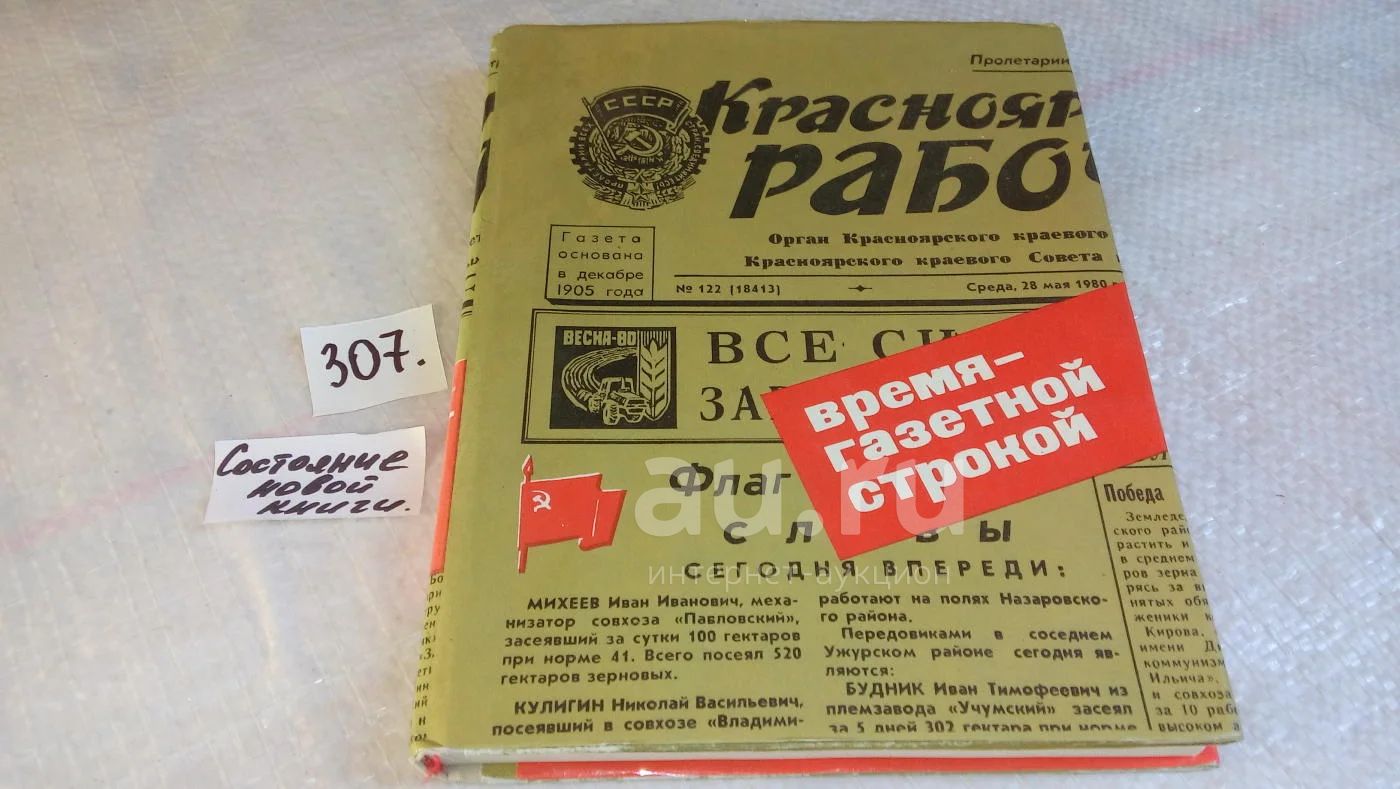 Пролетарии
Краснояр
РАБОЧ
СССР
Газета
основана
в декабре
1905 года
Орган Красноярского краевого
Красноярского краевого Совета
№ 122 (18413)
Среда, 28 мая 1980 г
ВЕСНА-80
ВСЕ СИ
ЗА
время—
газетной
строкой
307.
Состояние
новой
книги.
Флаг
СЛ ВЫ
СЕГОДНЯ ВПЕРЕДИ:
МИХЕЕВ Иван Иванович, меха-
низатор совхоза «Павловский»,
засеявший за сутки 100 гектаров
при норме 41. Всего посеял 520
гектаров зерновых.
КУЛИГИН Николай Васильевич,
посеявший в совхозе «Владими-
работают на полях Назаровско-
го района.
Передовиками в соседнем
Ужурском районе сегодня яв-
ляются:
БУДНИК Иван Тимофеевич из
племзавода «Учумский» засеял
за 5 дней 302 гектара при норме
Победа
Земледе
ского рай
растить и
в среднем
ров зерна
рясь за в
нятых обя
женики к
Кирова,
имени Д
коммунизм
Ильича»,
и совхоза
за 10 раб
высоком а
au.ru
интернет аукцион